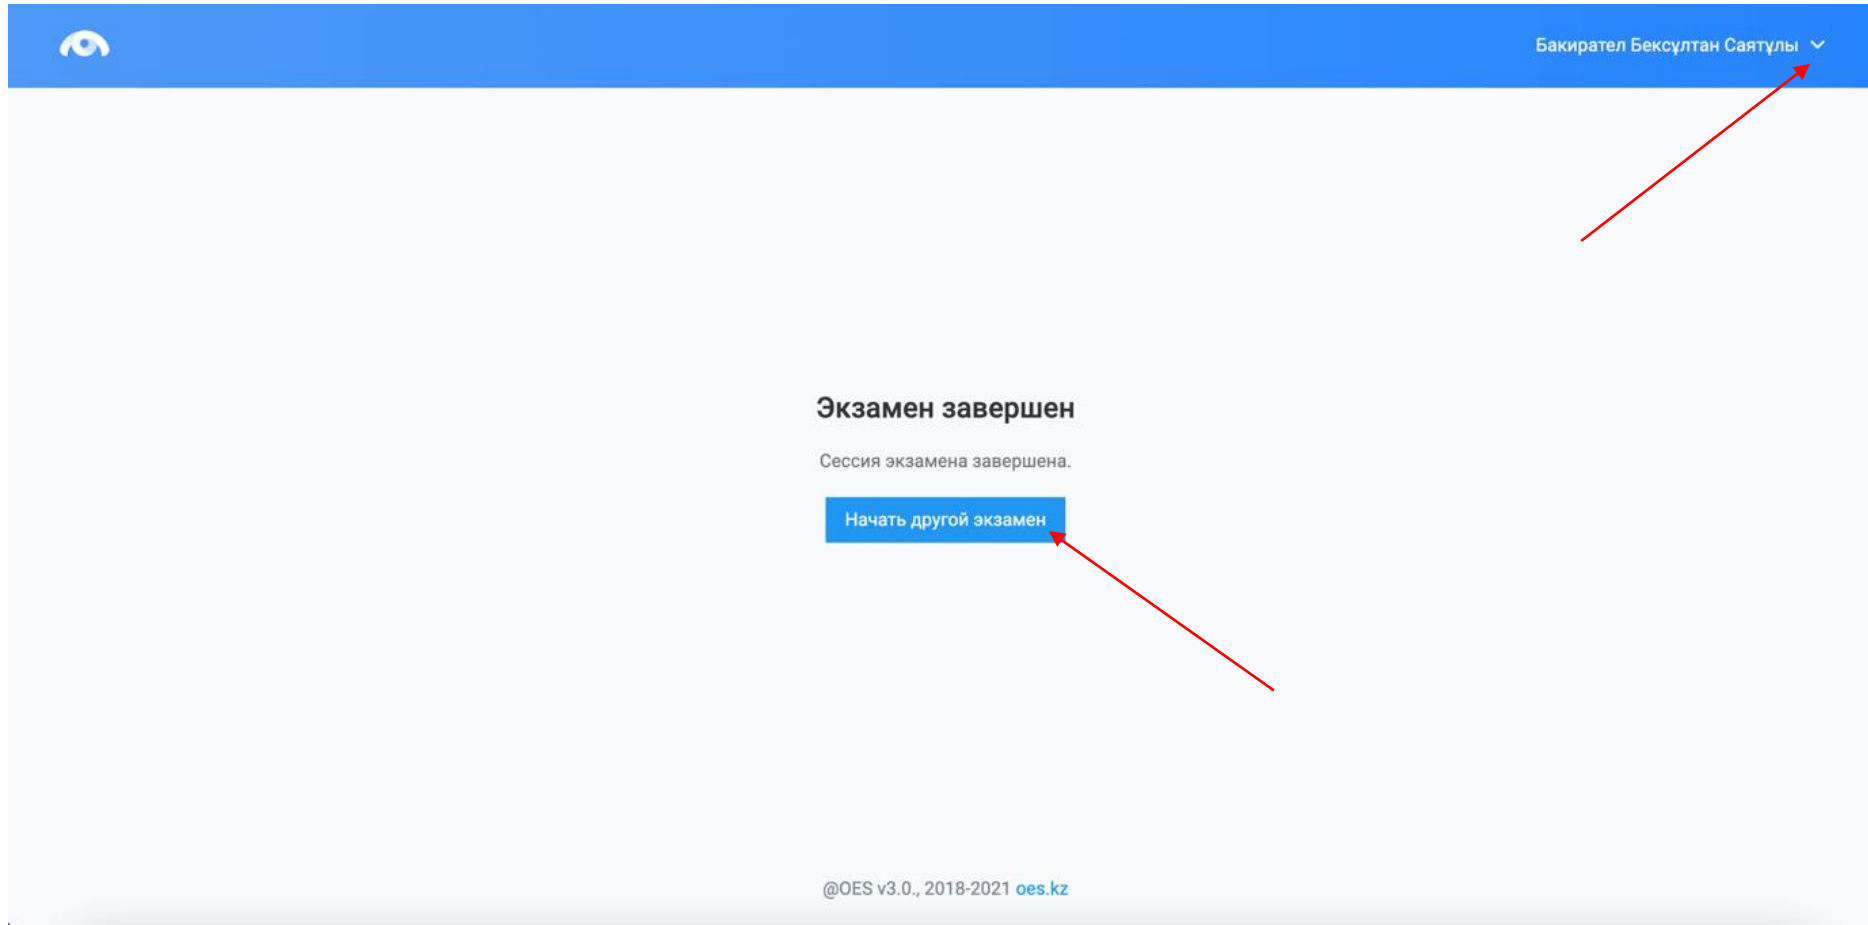 Бакирател Бексұлтан Саятұлы
Экзамен завершен
Сессия экзамена завершена.
Начать другой экзамен
@OES v3.0., 2018-2021 oes.kz